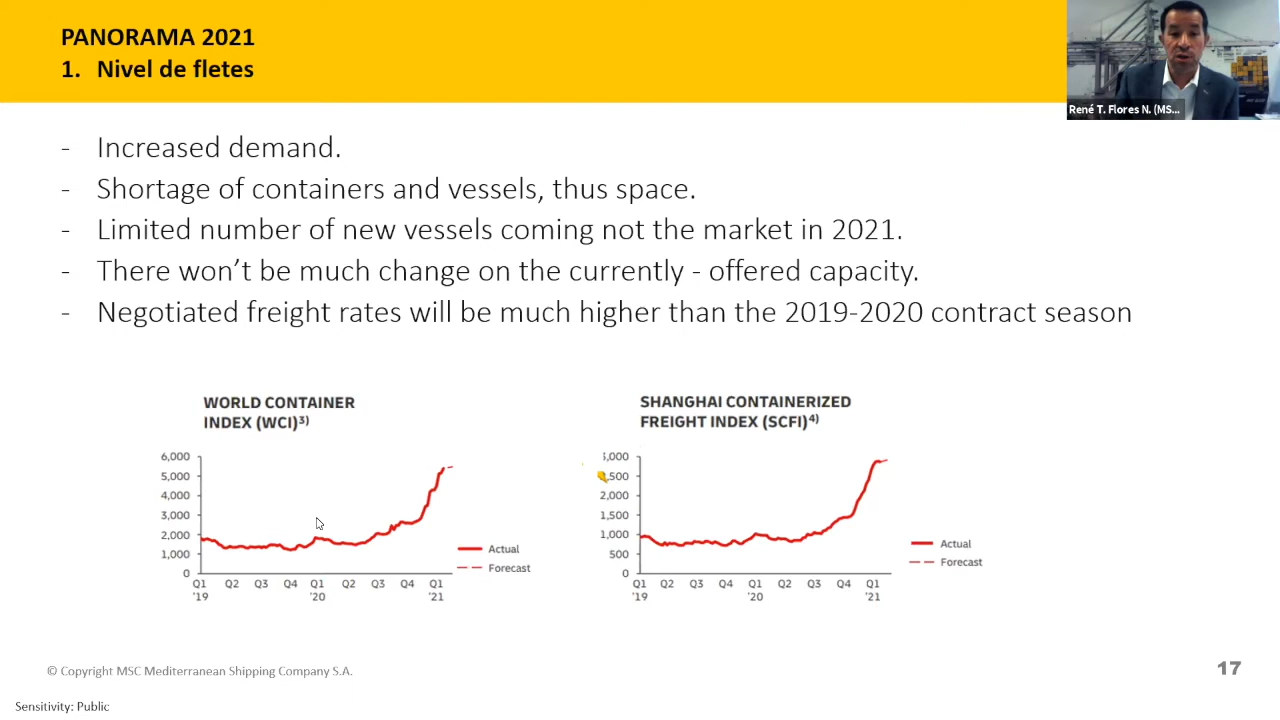 PANORAMA 2021
1. Nivel de fletes
René T. Flores N. (MS...
- Increased demand.
- Shortage of containers and vessels, thus space.
- Limited number of new vessels coming not the market in 2021.
- There won't be much change on the currently - offered capacity.
- Negotiated freight rates will be much higher than the 2019-2020 contract season
WORLD CONTAINER
INDEX (WCI)3)
6,000
5,000
4,000
3,000
2,000
1,000
0
Q1 Q2 Q3 Q4 Q1 Q2 Q3 Q4 Q1
'19 '20 '21
Actual
Forecast
SHANGHAI CONTAINERIZED
FREIGHT INDEX (SCFI)4)
,000
,500
2,000
1,500
1,000
500
0
Q1 Q2 Q3 Q4 Q1 Q2 Q3 Q4 Q1
'19 '20 '21
Actual
Forecast
© Copyright MSC Mediterranean Shipping Company S.A.
17
Sensitivity: Public